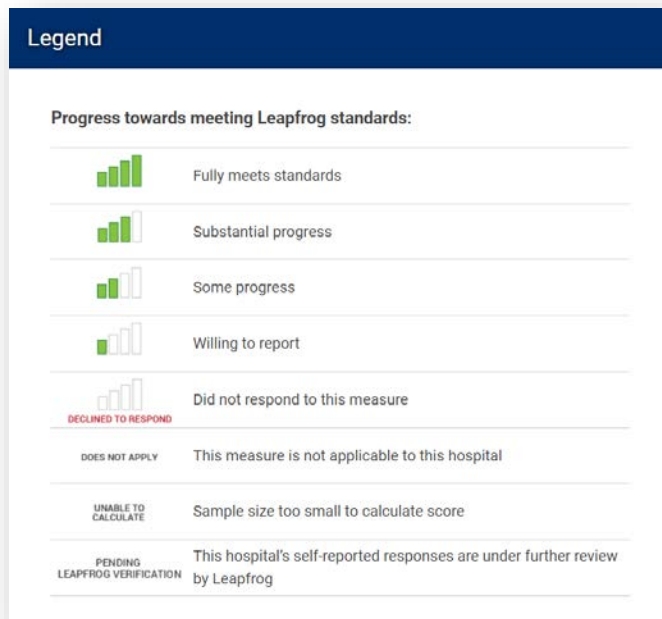 Legend
Progress towards meeting Leapfrog standards:
Fully meets standards
Substantial progress
Some progress
Willing to report
DECLINED TO RESPOND
Did not respond to this measure
DOES NOT APPLY
This measure is not applicable to this hospital
UNABLE TO
CALCULATE
Sample size too small to calculate score
PENDING
LEAPFROG VERIFICATION
This hospital's self-reported responses are under further review
by Leapfrog